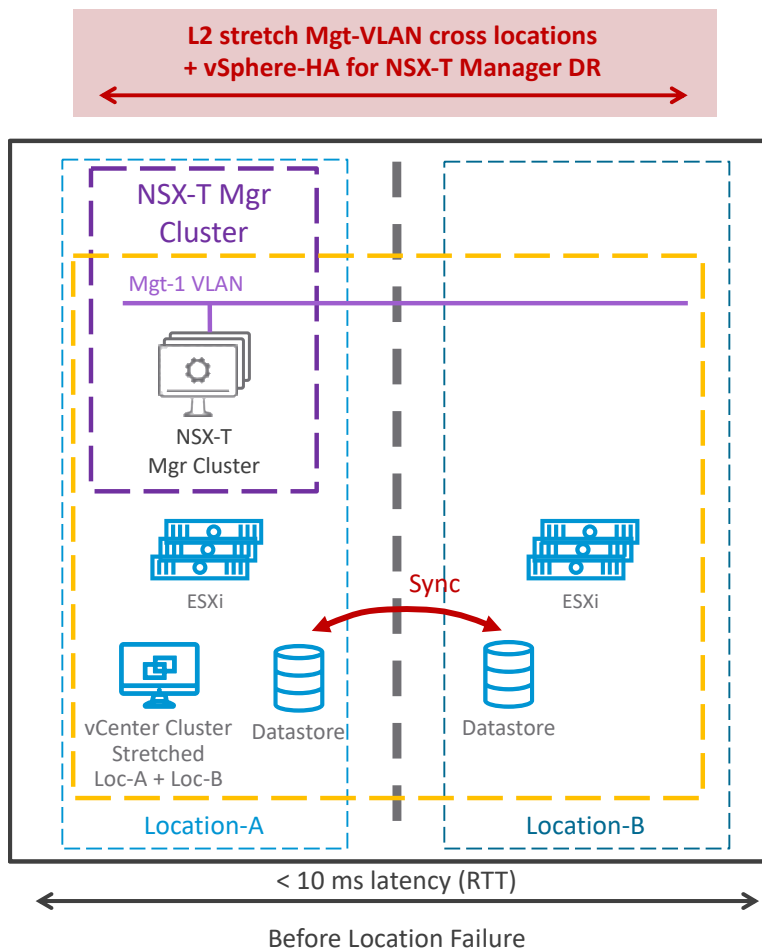 L2 stretch Mgt-VLAN cross locations
+ vSphere-HA for NSX-T Manager DR
NSX-T Mgr
Cluster
Mgt-1 VLAN
NSX-T
Mgr Cluster
ESXi
ESXi
Sync
vCenter Cluster
Stretched
Loc-A + Loc-B
Datastore
Datastore
Location-A
Location-B
< 10 ms latency (RTT)
Before Location Failure